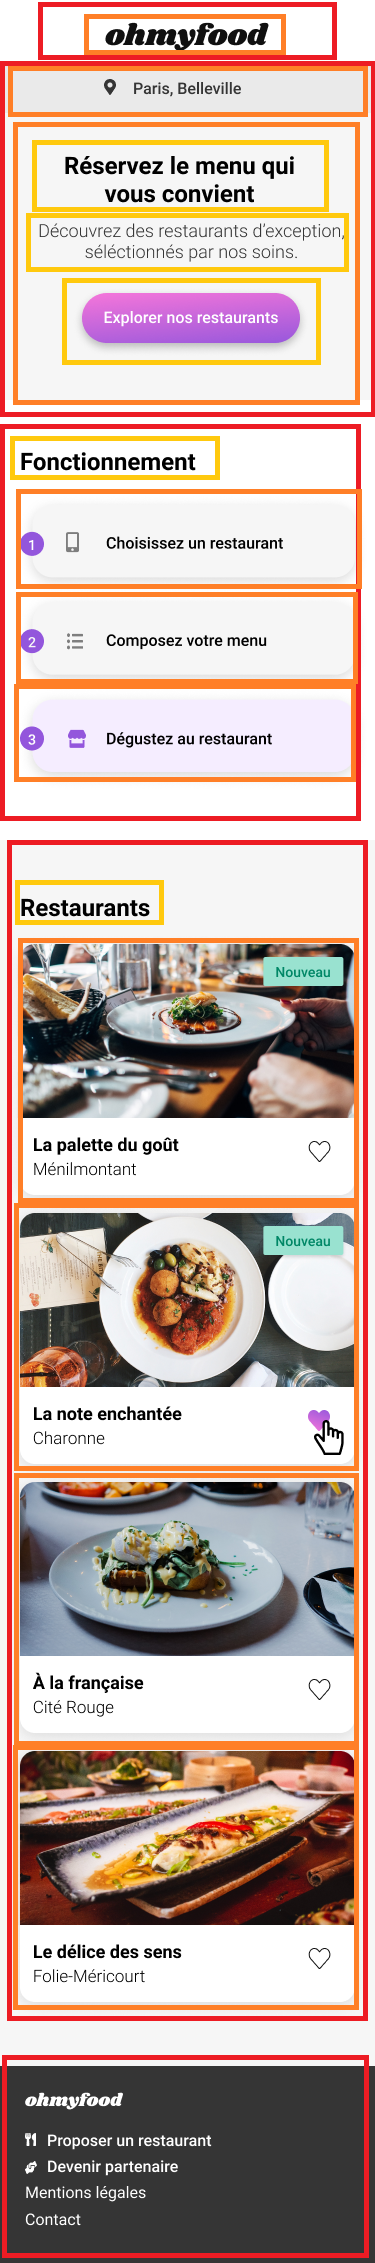 ohmyfood
Paris, Belleville
Réservez le menu qui
vous convient
Découvrez des restaurants d'exception,
séléctionnés par nos soins.
Explorer nos restaurants
Fonctionnement
1 Choisissez un restaurant
2 Composez votre menu
3 Dégustez au restaurant
Restaurants
Nouveau
La palette du goût
Ménilmontant
Nouveau
La note enchantée
Charonne
À la française
Cité Rouge
Le délice des sens
Folie-Méricourt
ohmyfood
Proposer un restaurant
Devenir partenaire
Mentions légales
Contact